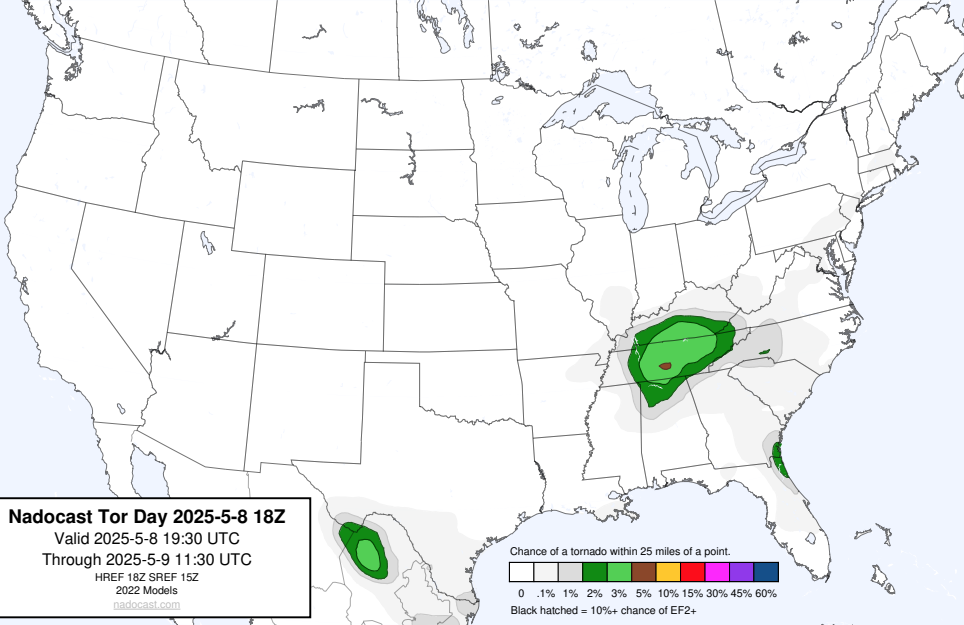 Nadocast Tor Day 2025-5-8 18Z
Valid 2025-5-8 19:30 UTC
Through 2025-5-9 11:30 UTC
HREF 18Z SREF 15Z
2022 Models
nadocast.com
Chance of a tornado within 25 miles of a point.
0 .1% 1% 2% 3% 5% 10% 15% 30% 45% 60%
Black hatched = 10%+ chance of EF2+